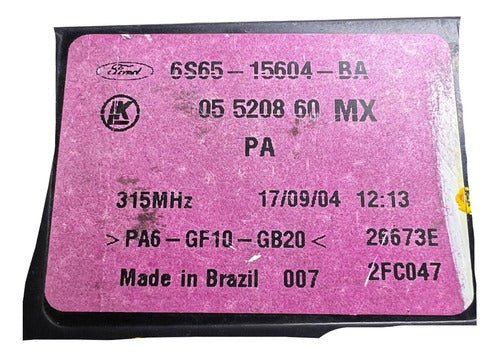 Ford 6S65-15604-BA
K 05 5208 60 MX
PA
315MHz 17/09/04 12:13
>PA6-GF10-GB20< 26673E
Made in Brazil 007 2FC047